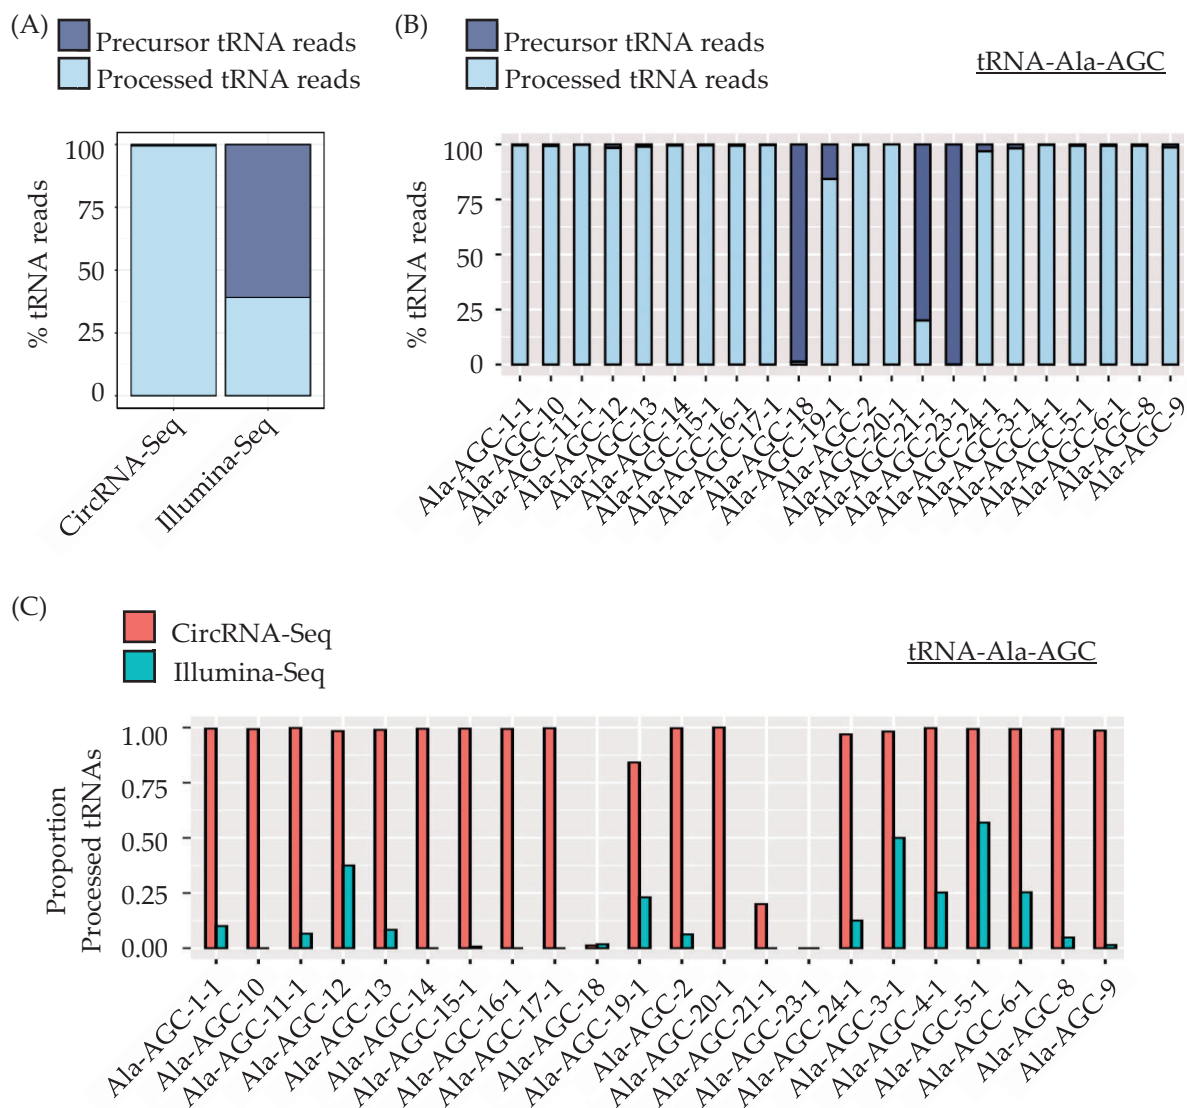 (A)
Precursor tRNA reads
Processed tRNA reads
% tRNA reads
100
75
50
25
0
CircRNA-Seq
Illumina-Seq
(B)
Precursor tRNA reads
Processed tRNA reads
tRNA-Ala-AGC
% tRNA reads
100
75
50
25
0
Ala-AGC-1-1
Ala-AGC-10
Ala-AGC-11-1
Ala-AGC-12
Ala-AGC-13
Ala-AGC-14
Ala-AGC-15-1
Ala-AGC-16-1
Ala-AGC-17-1
Ala-AGC-18
Ala-AGC-19-1
Ala-AGC-2
Ala-AGC-20-1
Ala-AGC-21-1
Ala-AGC-23-1
Ala-AGC-24-1
Ala-AGC-3-1
Ala-AGC-4-1
Ala-AGC-5-1
Ala-AGC-6-1
Ala-AGC-8
Ala-AGC-9
(C)
CircRNA-Seq
Illumina-Seq
tRNA-Ala-AGC
Proportion
Processed tRNAs
1.00
0.75
0.50
0.25
0.00
Ala-AGC-1-1
Ala-AGC-10
Ala-AGC-11-1
Ala-AGC-12
Ala-AGC-13
Ala-AGC-14
Ala-AGC-15-1
Ala-AGC-16-1
Ala-AGC-17-1
Ala-AGC-18
Ala-AGC-19-1
Ala-AGC-2
Ala-AGC-20-1
Ala-AGC-21-1
Ala-AGC-23-1
Ala-AGC-24-1
Ala-AGC-3-1
Ala-AGC-4-1
Ala-AGC-5-1
Ala-AGC-6-1
Ala-AGC-8
Ala-AGC-9